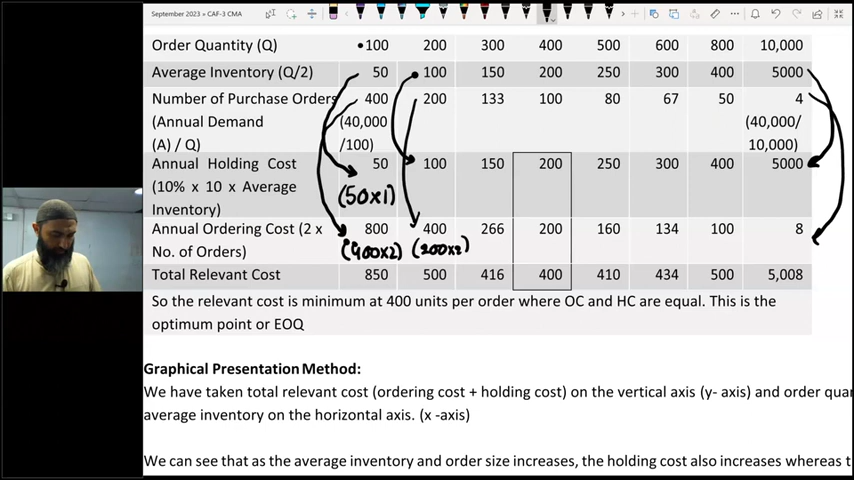 September 2023 » CAF-3 CMA
Order Quantity (Q) •100 200 300 400 500 600 800 10,000
Average Inventory (Q/2) 50 100 150 200 250 300 400 5000
Number of Purchase Orders 400 200 133 100 80 67 50 4
(Annual Demand (40,000 (40,000/
(A) / Q) /100) 10,000)
Annual Holding Cost 50 100 150 200 250 300 400 5000
(10% x 10 x Average
Inventory) (50x1)
Annual Ordering Cost (2 x 800 400 266 200 160 134 100 8
No. of Orders) (400x2) (200x2)
Total Relevant Cost 850 500 416 400 410 434 500 5,008
So the relevant cost is minimum at 400 units per order where OC and HC are equal. This is the
optimum point or EOQ
Graphical Presentation Method:
We have taken total relevant cost (ordering cost + holding cost) on the vertical axis (y- axis) and order quan
average inventory on the horizontal axis. (x -axis)
We can see that as the average inventory and order size increases, the holding cost also increases whereas t